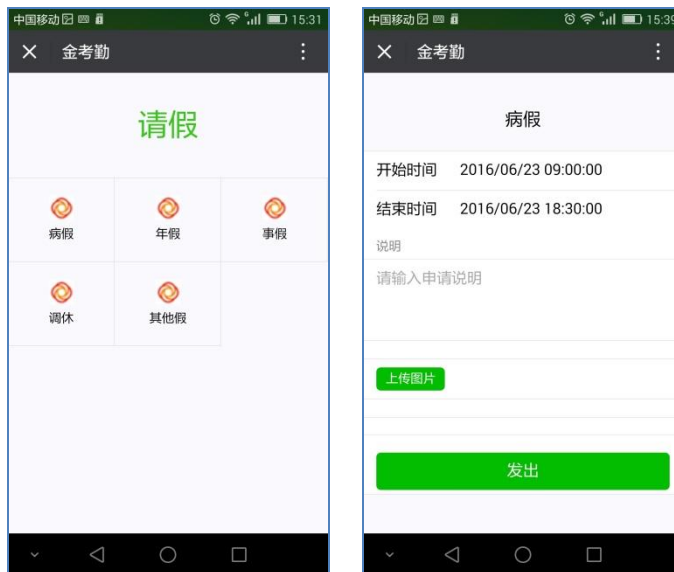 中国移动 15:31
金考勤
请假
病假 年假 事假
调休 其他假
中国移动 15:39
金考勤
病假
开始时间 2016/06/23 09:00:00
结束时间 2016/06/23 18:30:00
说明
请输入申请说明
上传图片
发出